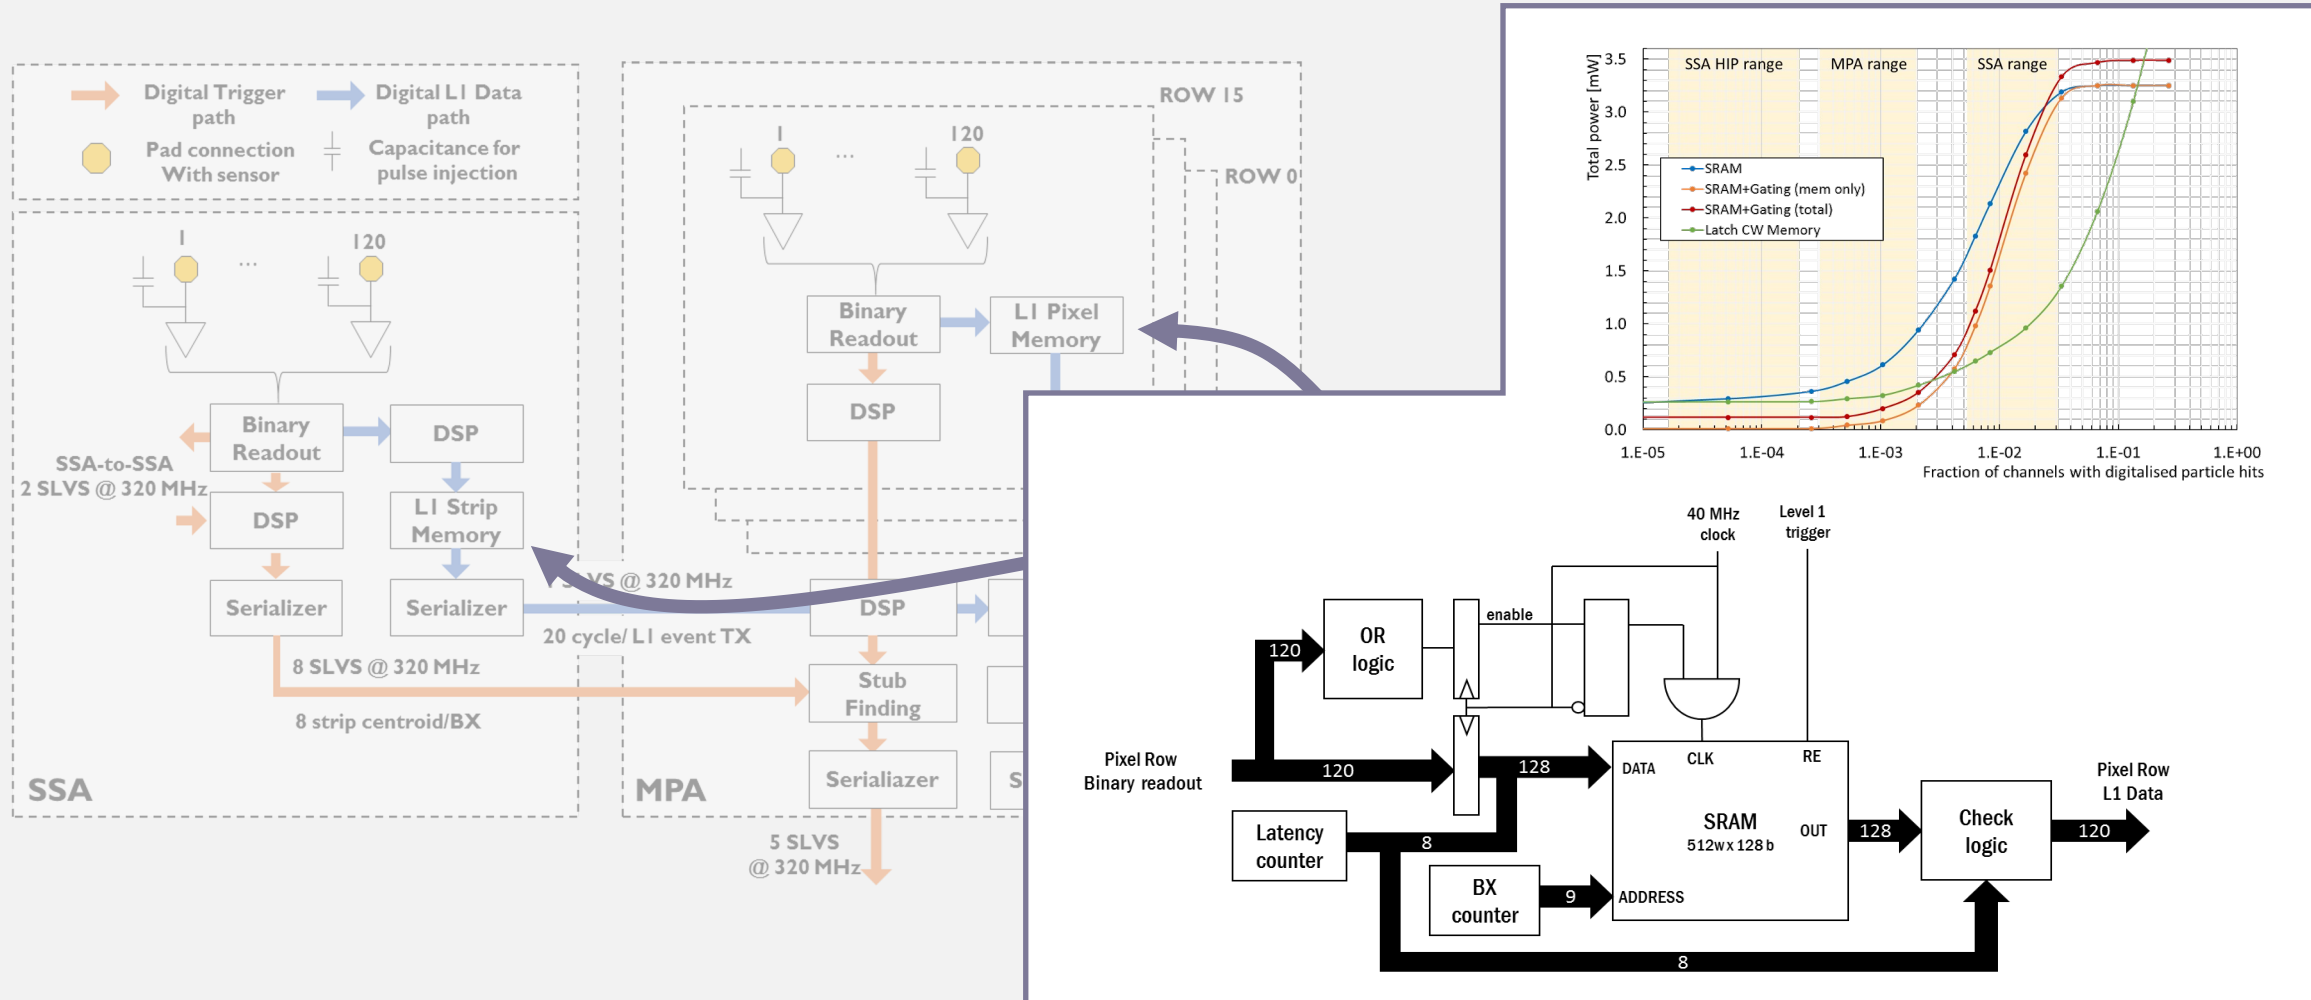 Digital Trigger
path
Digital L1 Data
path
Pad connection
With sensor
Capacitance for
pulse injection
1
...
120
Binary
Readout
DSP
SSA-to-SSA
2 SLVS @ 320 MHz
DSP
L1 Strip
Memory
Serializer
Serializer
SLVS @ 320 MHz
20 cycle/ L1 event TX
8 SLVS @ 320 MHz
8 strip centroid/BX
SSA
ROW 15
ROW 0
1
...
120
Binary
Readout
L1 Pixel
Memory
DSP
DSP
Stub
Finding
Serialiazer
S
MPA
5 SLVS
@ 320 MHz
Total power [mW]
3.5
3.0
2.5
2.0
1.5
1.0
0.5
0.0
SSA HIP range
MPA range
SSA range
SRAM
SRAM+Gating (mem only)
SRAM+Gating (total)
Latch CW Memory
1.E-05
1.E-04
1.E-03
1.E-02
1.E-01
1.E+00
Fraction of channels with digitalised particle hits
40 MHz
clock
Level 1
trigger
120
OR
logic
enable
Pixel Row
Binary readout
120
128
DATA
CLK
RE
SRAM
512w x 128 b
OUT
ADDRESS
Latency
counter
8
BX
counter
9
128
Check
logic
Pixel Row
L1 Data
120
8